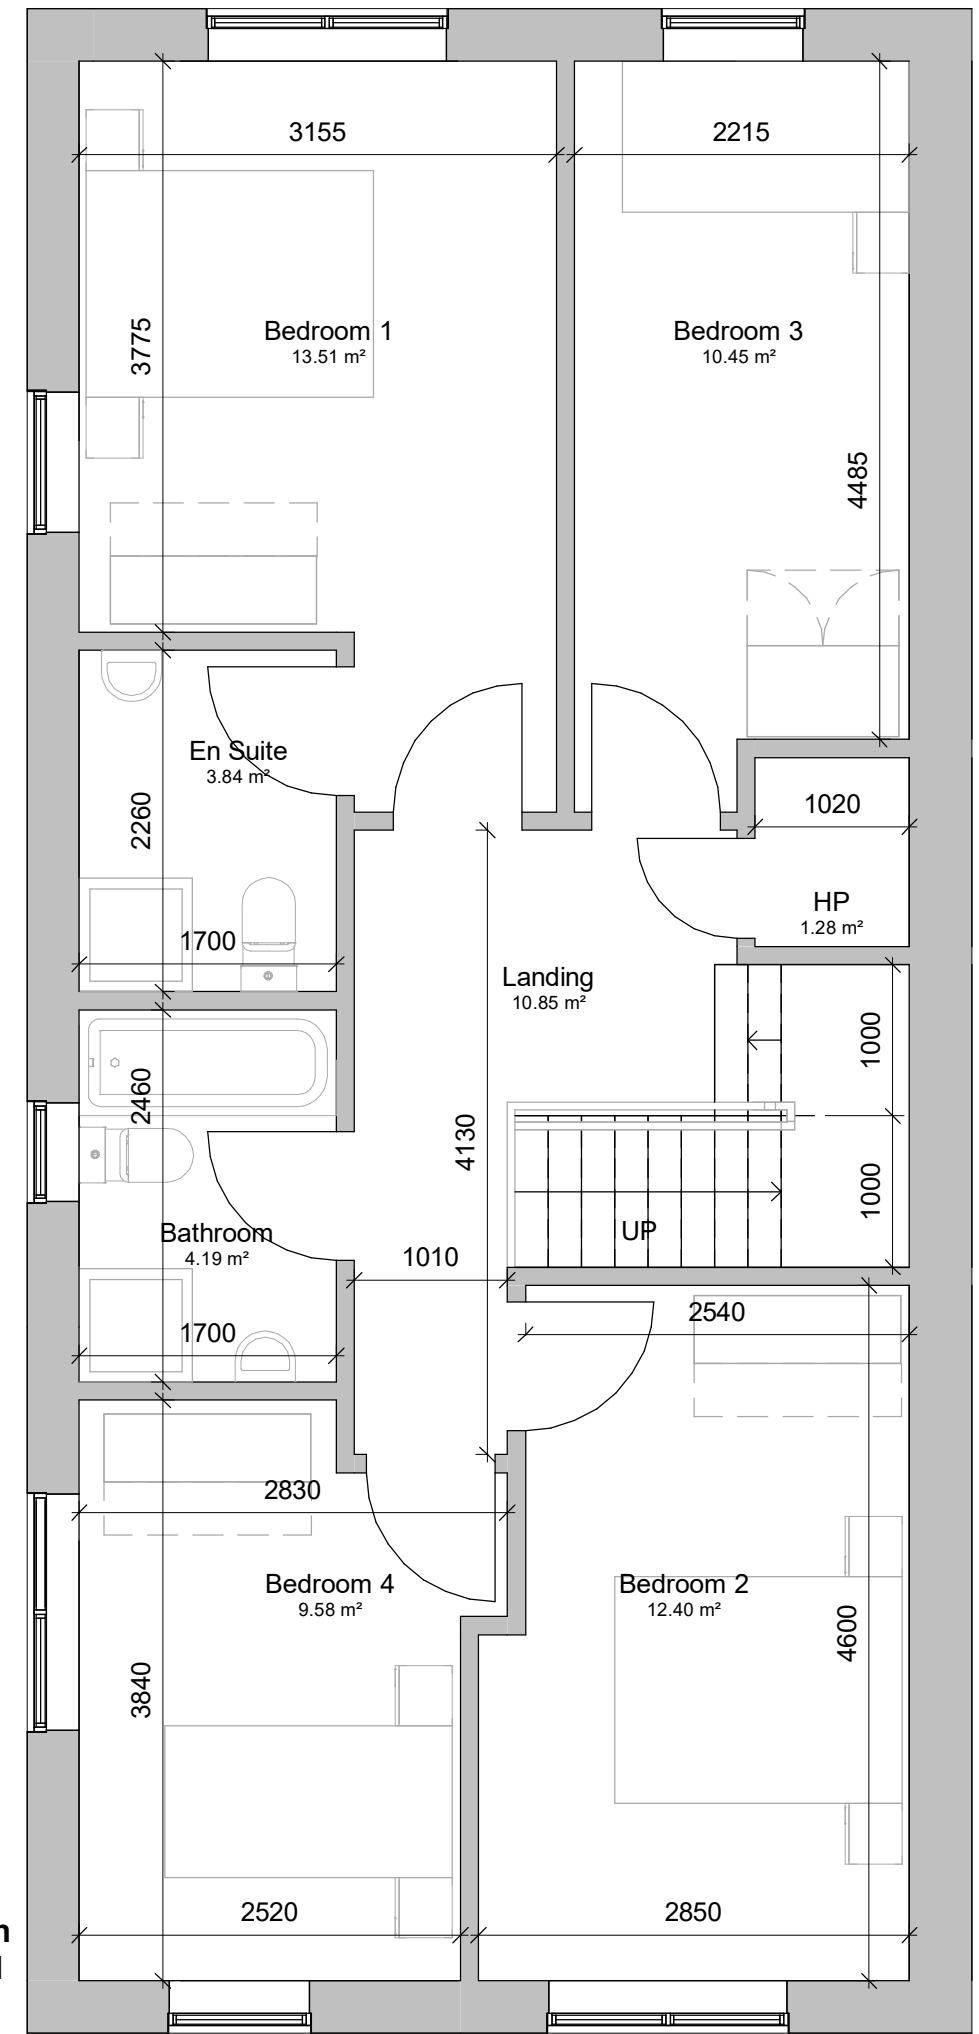 3155
2215
3775
Bedroom 1
13.51 m²
Bedroom 3
10.45 m²
4485
En Suite
3.84 m²
2260
1700
1020
HP
1.28 m²
Landing
10.85 m²
1000
2460
4130
1000
UP
Bathroom
4.19 m²
1010
1700
2540
2830
Bedroom 4
9.58 m²
Bedroom 2
12.40 m²
4600
3840
2520
2850